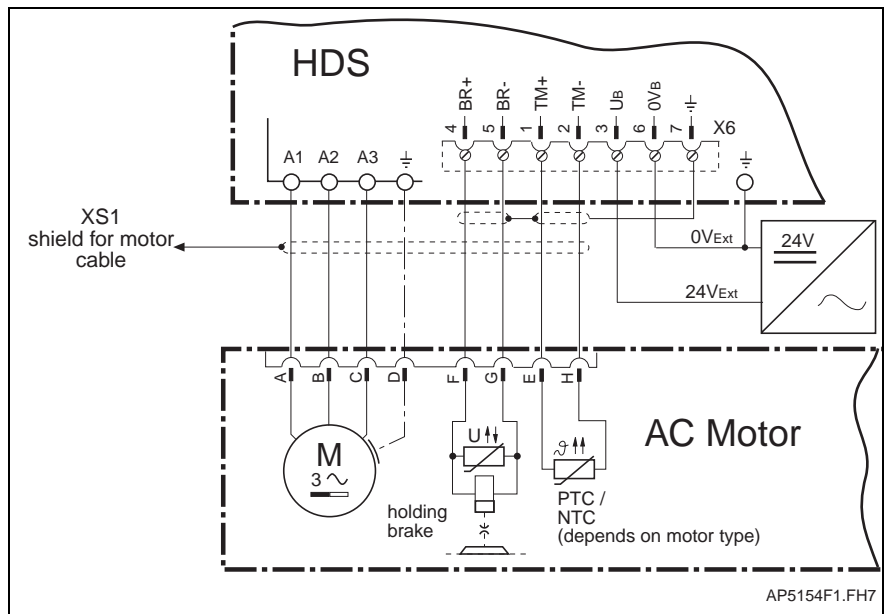 HDS
BR+
BR-
TM+
TM-
UB
0VB
4
5
1
2
3
6
7
X6
A1 A2 A3
XS1
shield for motor
cable
0VExt
24V
24VExt
A
B
C
D
F
G
E
H
M
3
U
ϑ
AC Motor
holding
brake
PTC /
NTC
(depends on motor type)
AP5154F1.FH7